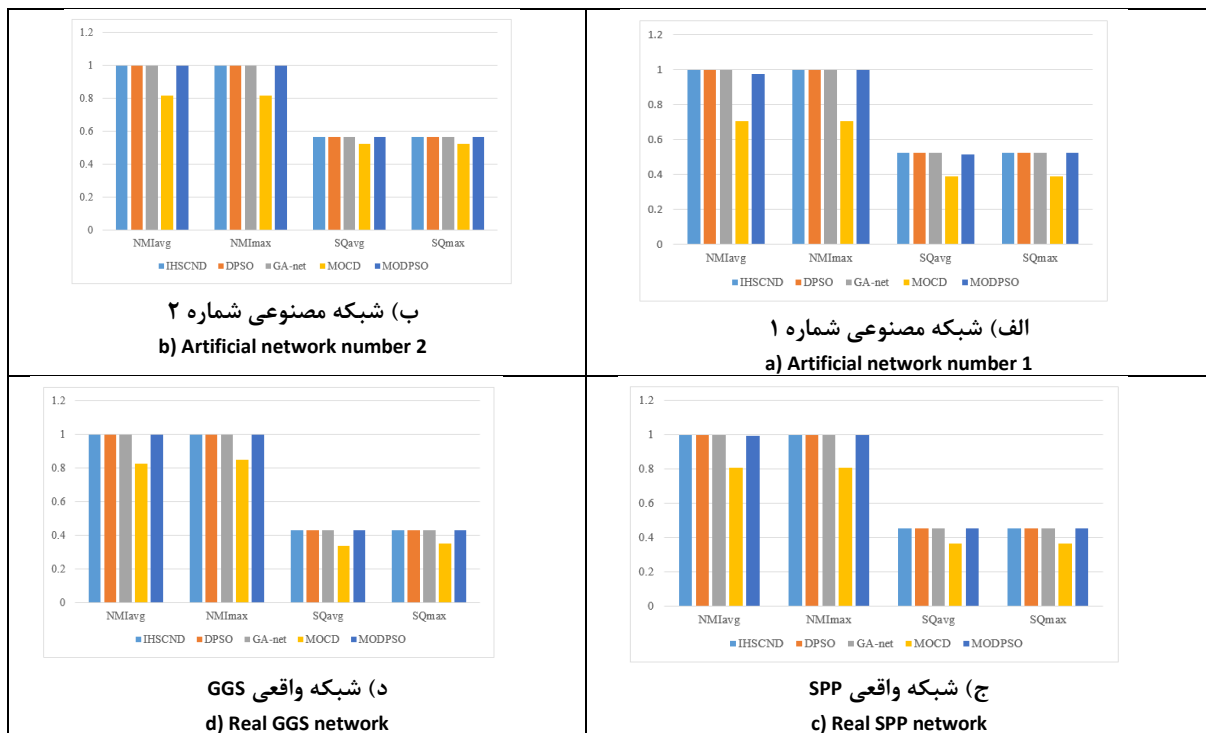 1.2
1
0.8
0.6
0.4
0.2
0
NMIavg NMImax SQavg SQmax
IHSCND DPSO GA-net MOCD MODPSO
الف) شبکه مصنوعی شماره ۱
a) Artificial network number 1
1.2
1
0.8
0.6
0.4
0.2
0
NMIavg NMImax SQavg SQmax
IHSCND DPSO GA-net MOCD MODPSO
ب) شبکه مصنوعی شماره ۲
b) Artificial network number 2
1.2
1
0.8
0.6
0.4
0.2
0
NMIavg NMImax SQavg SQmax
IHSCND DPSO GA-net MOCD MODPSO
ج) شبکه واقعی SPP
c) Real SPP network
1.2
1
0.8
0.6
0.4
0.2
0
NMIavg NMImax SQavg SQmax
IHSCND DPSO GA-net MOCD MODPSO
د) شبکه واقعی GGS
d) Real GGS network